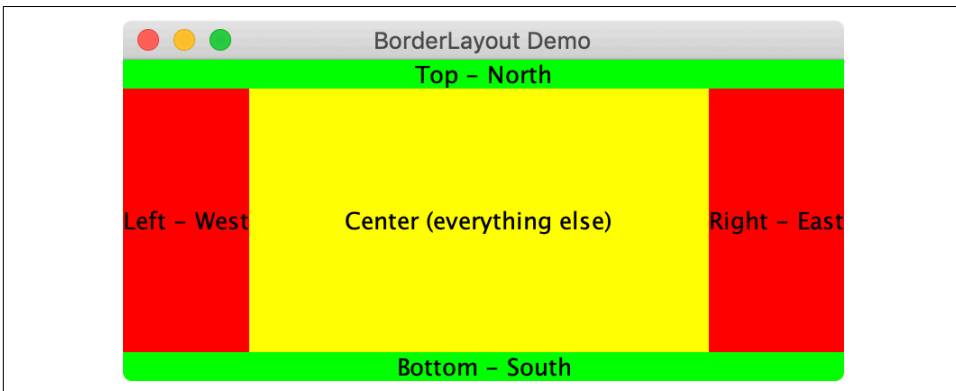 BorderLayout Demo
Top – North
Left – West
Center (everything else)
Right – East
Bottom – South